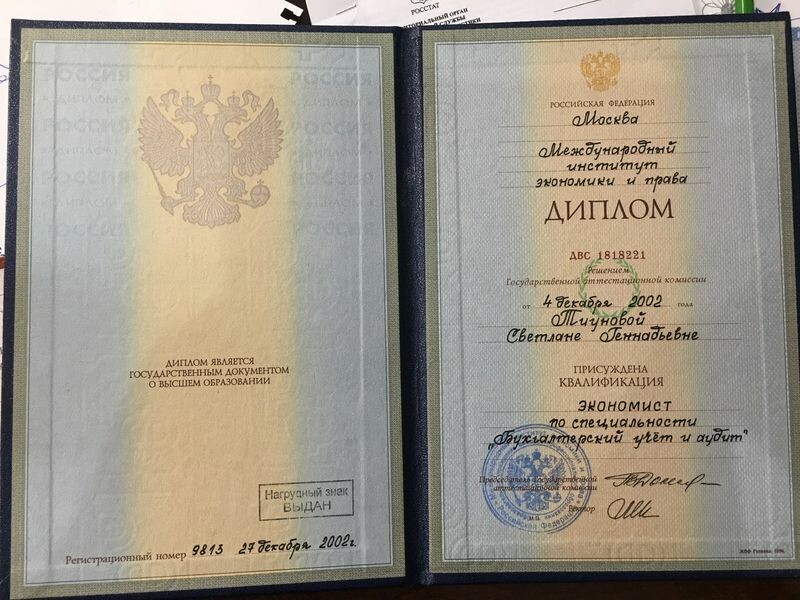 РОССТАТ
ДИПЛОМ ЯВЛЯЕТСЯ
ГОСУДАРСТВЕННЫМ ДОКУМЕНТОМ
О ВЫСШЕМ ОБРАЗОВАНИИ
Нагрудный знак
ВЫДАН
Регистрационный номер 9813 27 декабря 2002г.
РОССИЙСКАЯ ФЕДЕРАЦИЯ
Москва
Международный
институт
экономики и права
ДИПЛОМ
ДВС 1818221
Решением
Государственной аттестационной комиссии
от 4 декабря 2002 года
Тиуновой
Светлане Геннадьевне
ПРИСУЖДЕНА
КВАЛИФИКАЦИЯ
ЭКОНОМИСТ
по специальности
"Бухгалтерский учёт и аудит"
Председатель Государственной
аттестационной комиссии
Ректор